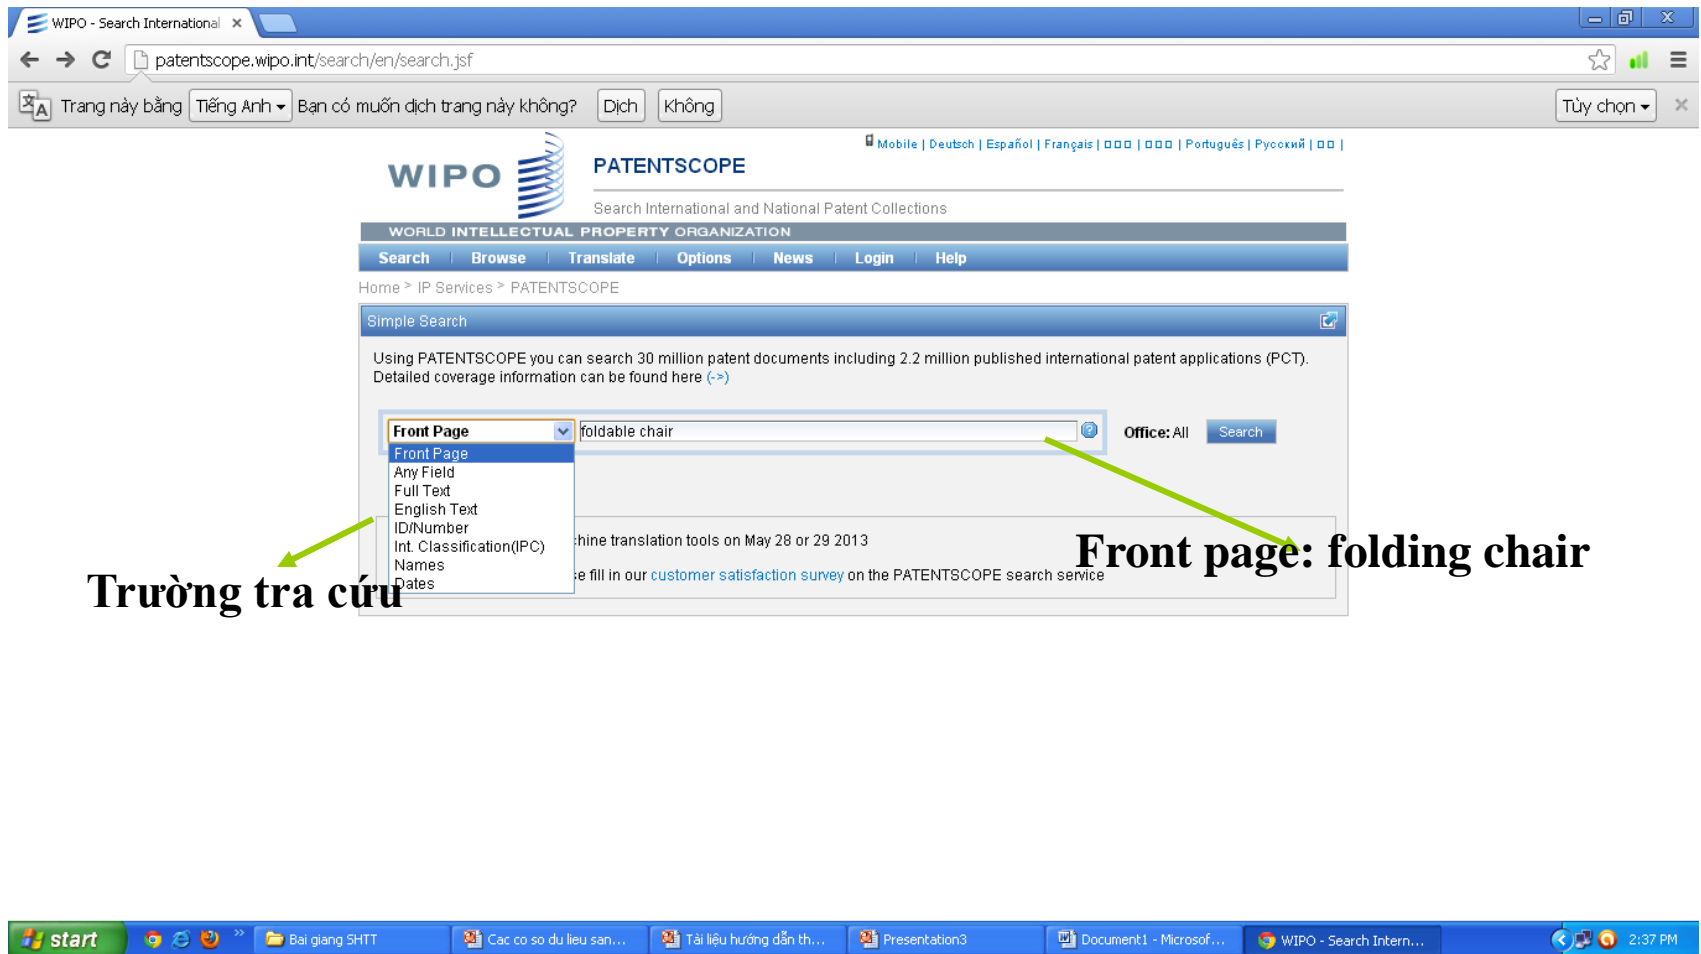 WIPO - Search International
patentscope.wipo.int/search/en/search.jsf
Trang này bằng Tiếng Anh Bạn có muốn dịch trang này không? Dịch Không Tùy chọn
Mobile | Deutsch | Español | Français | | | Português | Русский | |
WIPO
PATENTSCOPE
Search International and National Patent Collections
WORLD INTELLECTUAL PROPERTY ORGANIZATION
Search Browse Translate Options News Login Help
Home > IP Services > PATENTSCOPE
Simple Search
Using PATENTSCOPE you can search 30 million patent documents including 2.2 million published international patent applications (PCT).
Detailed coverage information can be found here (->)
Front Page foldable chair Office: All Search
Front Page
Any Field
Full Text
English Text
ID/Number
Int. Classification(IPC)
Names
Dates
hine translation tools on May 28 or 29 2013
e fill in our customer satisfaction survey on the PATENTSCOPE search service
Front page: folding chair
Trường tra cứu
start Bai giang SHTT Cac co so du lieu san... Tài liệu hướng dẫn th... Presentation3 Document1 - Microsof... WIPO - Search Intern... 2:37 PM